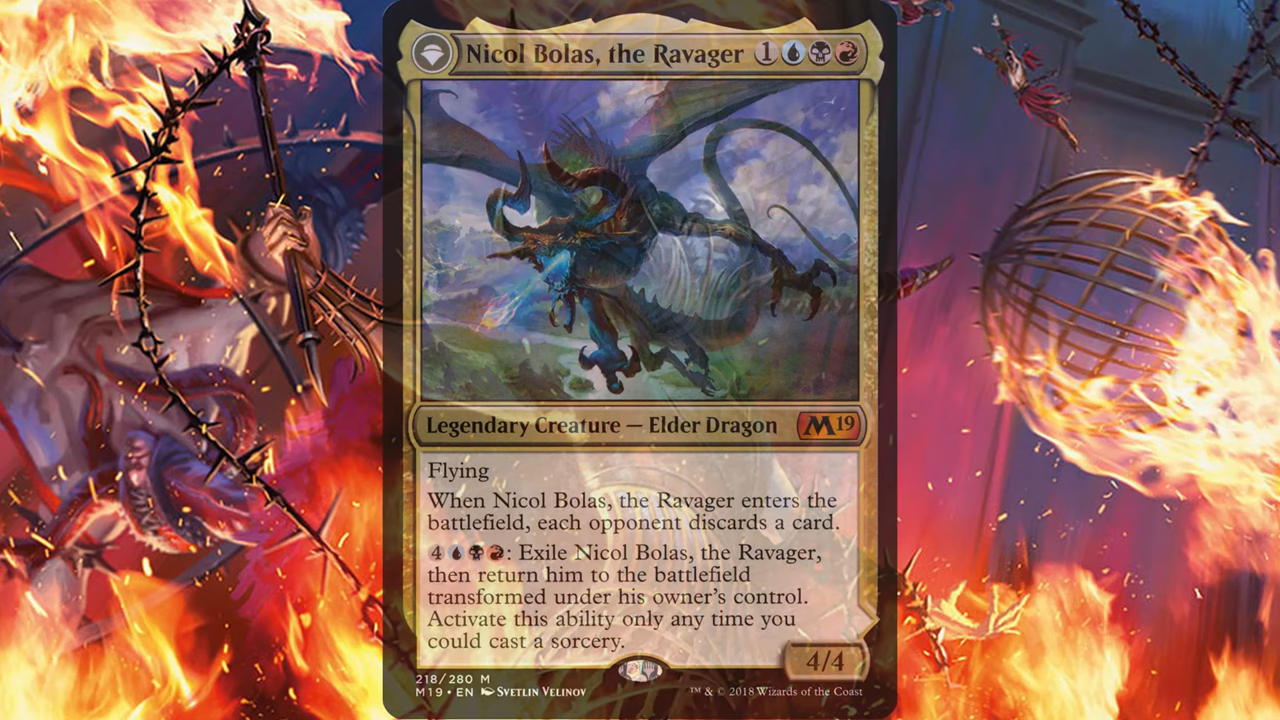 Nicol Bolas, the Ravager 1
Legendary Creature — Elder Dragon M19
Flying
When Nicol Bolas, the Ravager enters the
battlefield, each opponent discards a card.
4: Exile Nicol Bolas, the Ravager,
then return him to the battlefield
transformed under his owner's control.
Activate this ability only any time you
could cast a sorcery.
4/4
218/280 M
M19 • EN Svetlin Velinov
™ & © 2018 Wizards of the Coast